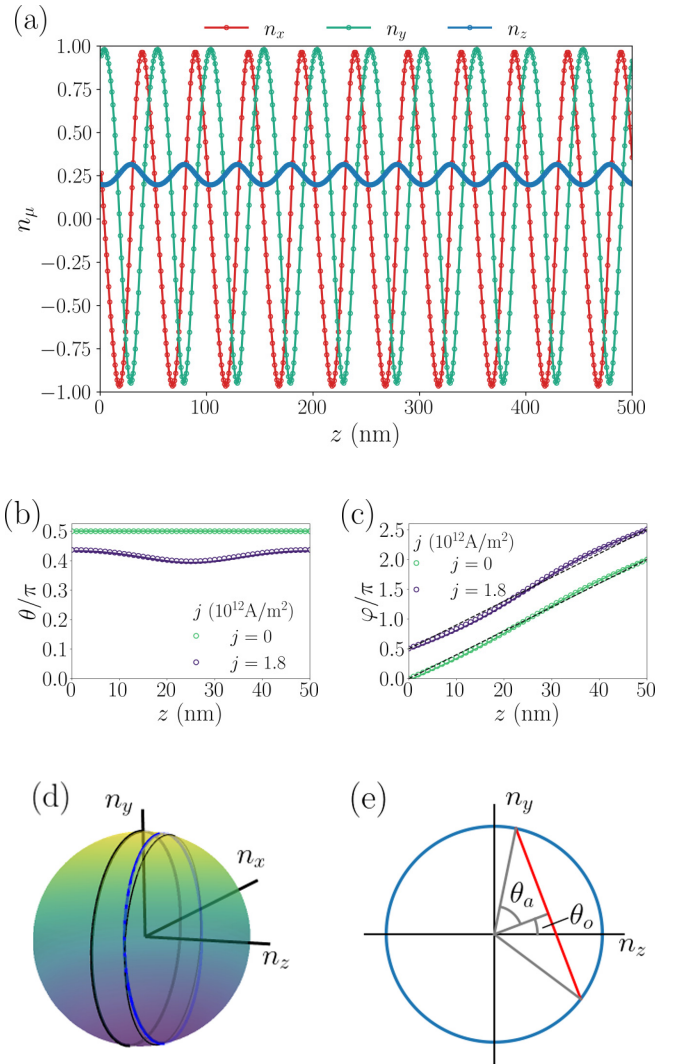 (a)
n_x n_y n_z
1.00
0.75
0.50
0.25
0.00
−0.25
−0.50
−0.75
−1.00
n_μ
0 100 200 300 400 500
z (nm)
(b)
0.5
0.4
0.3
0.2
0.1
0.0
θ/π
j (10^12A/m^2)
j = 0
j = 1.8
0 10 20 30 40 50
z (nm)
(c)
2.5
2.0
1.5
1.0
0.5
0.0
φ/π
j (10^12A/m^2)
j = 0
j = 1.8
0 10 20 30 40 50
z (nm)
(d)
n_y
n_x
n_z
(e)
n_y
θ_a
θ_o
n_z